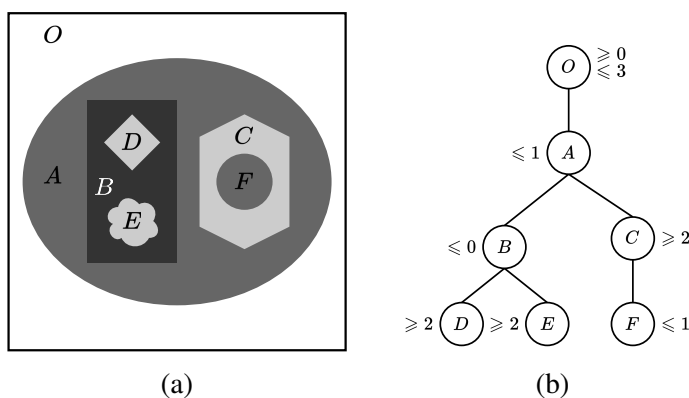 O
D
C
A
B
F
E
(a)
O ⩾ 0
⩽ 3
⩽ 1 A
⩽ 0 B
C ⩾ 2
⩾ 2 D
⩾ 2 E
F ⩽ 1
(b)